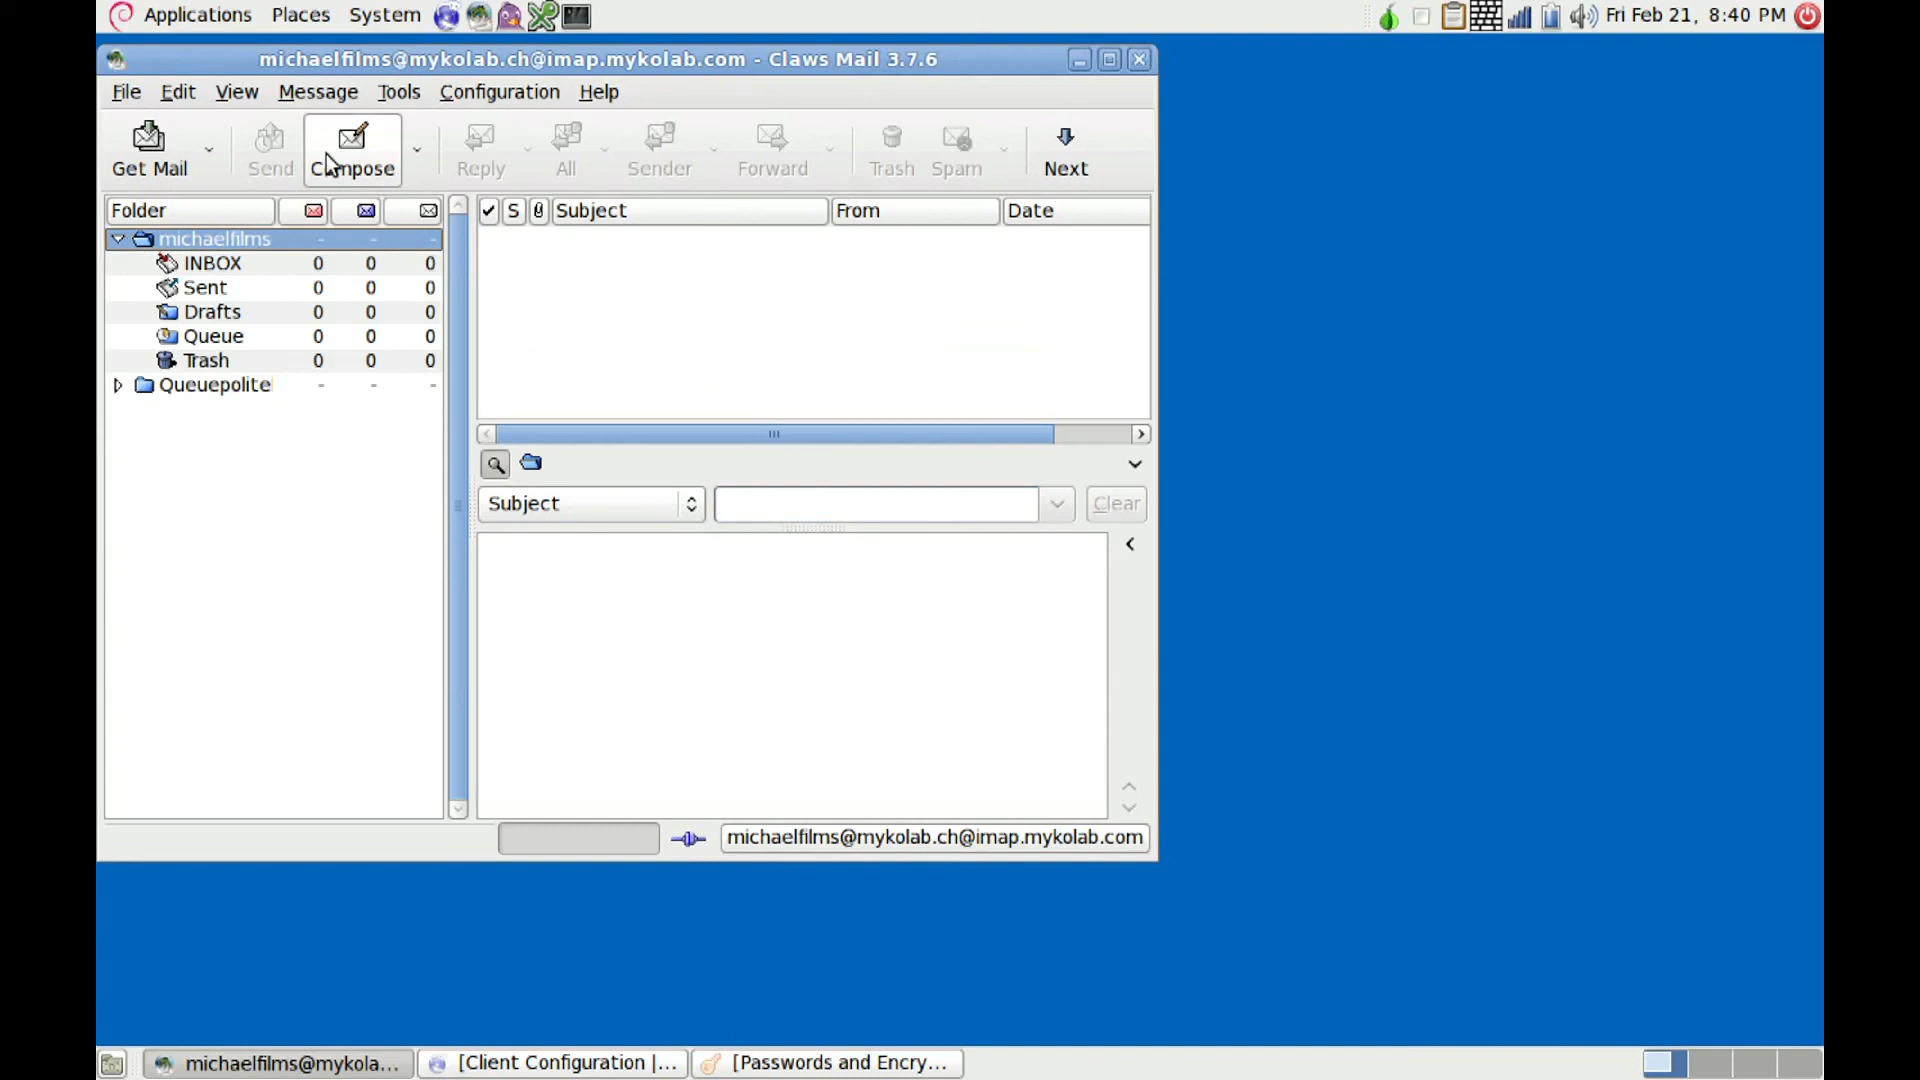 Applications Places System Fri Feb 21, 8:40 PM
michaelfilms@mykolab.ch@imap.mykolab.com - Claws Mail 3.7.6
File Edit View Message Tools Configuration Help
Get Mail Send Compose Reply All Sender Forward Trash Spam Next
Folder S Subject From Date
michaelfilms - - -
INBOX 0 0 0
Sent 0 0 0
Drafts 0 0 0
Queue 0 0 0
Trash 0 0 0
Queuepolite - - -
Subject Clear
michaelfilms@mykolab.ch@imap.mykolab.com
michaelfilms@mykola... [Client Configuration |... [Passwords and Encry...